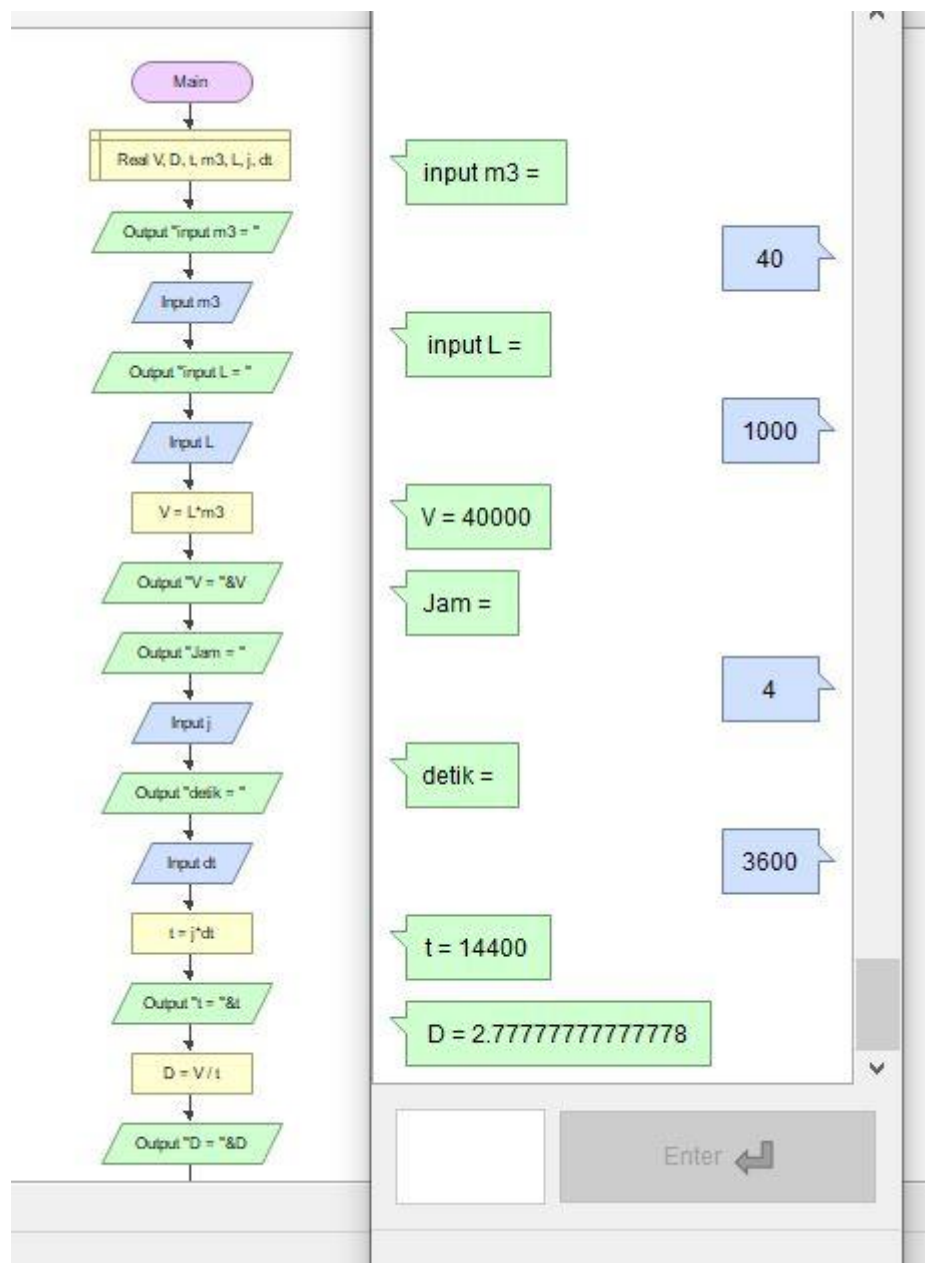 Main
Real V, D, t, m3, L, j, dt
Output "input m3 = "
Input m3
Output "input L = "
Input L
V = L*m3
Output "V = "&V
Output "Jam = "
Input j
Output "detik = "
Input dt
t = j*dt
Output "t = "&t
D = V / t
Output "D = "&D
input m3 =
40
input L =
1000
V = 40000
Jam =
4
detik =
3600
t = 14400
D = 2.77777777777778
Enter